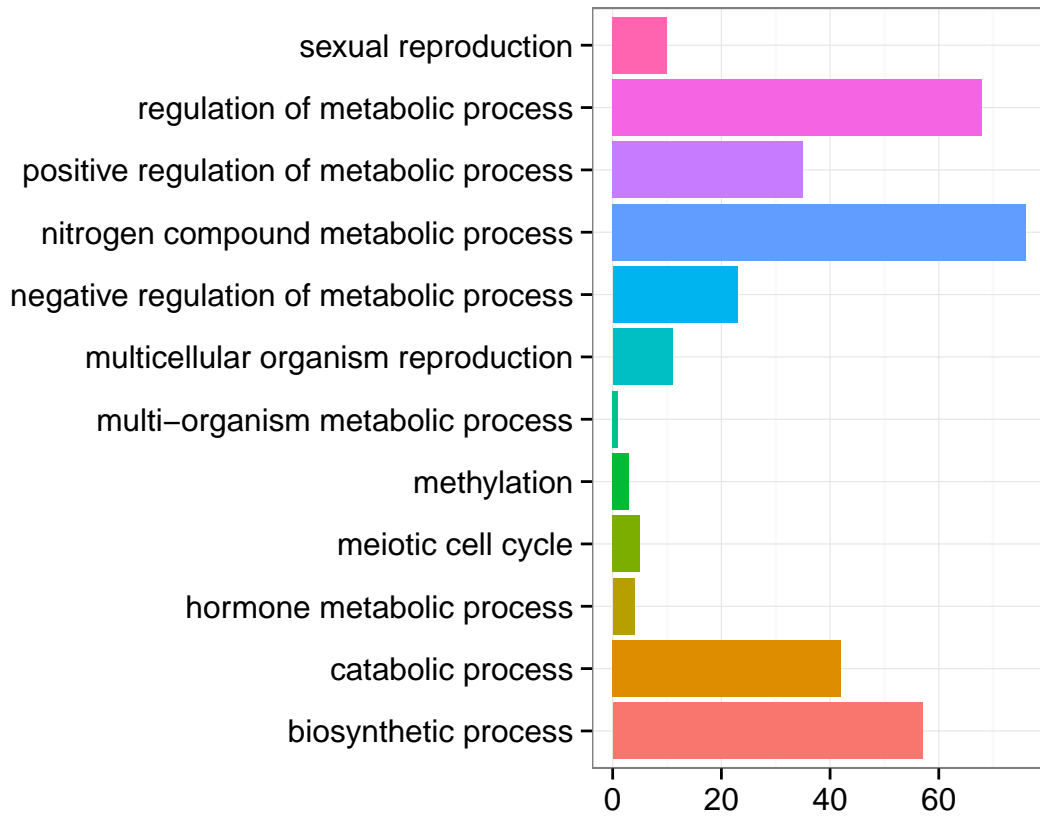 sexual reproduction
regulation of metabolic process
positive regulation of metabolic process
nitrogen compound metabolic process
negative regulation of metabolic process
multicellular organism reproduction
multi−organism metabolic process
methylation
meiotic cell cycle
hormone metabolic process
catabolic process
biosynthetic process
0 20 40 60